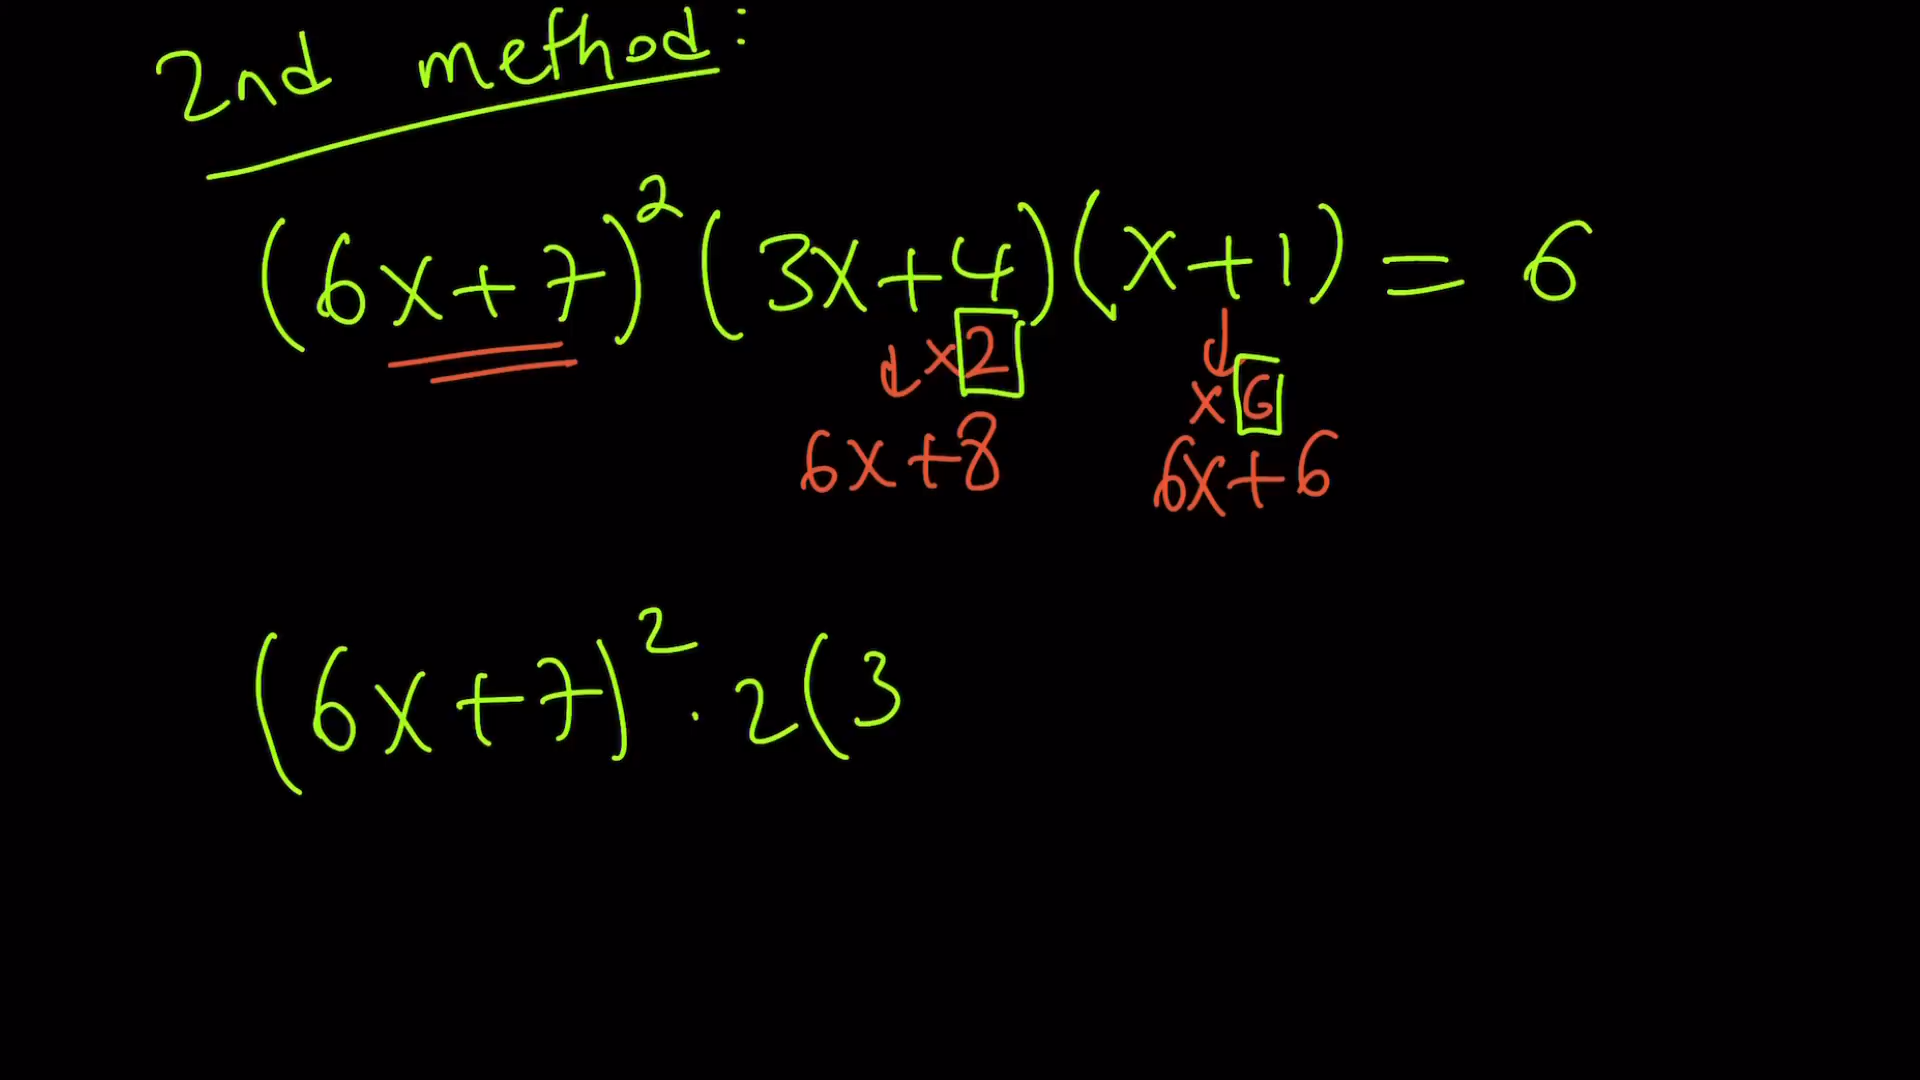 2nd method:
(6x+7)²(3x+4)(x+1) = 6
×2 ×6
6x+8 6x+6
(6x+7)² · 2(3